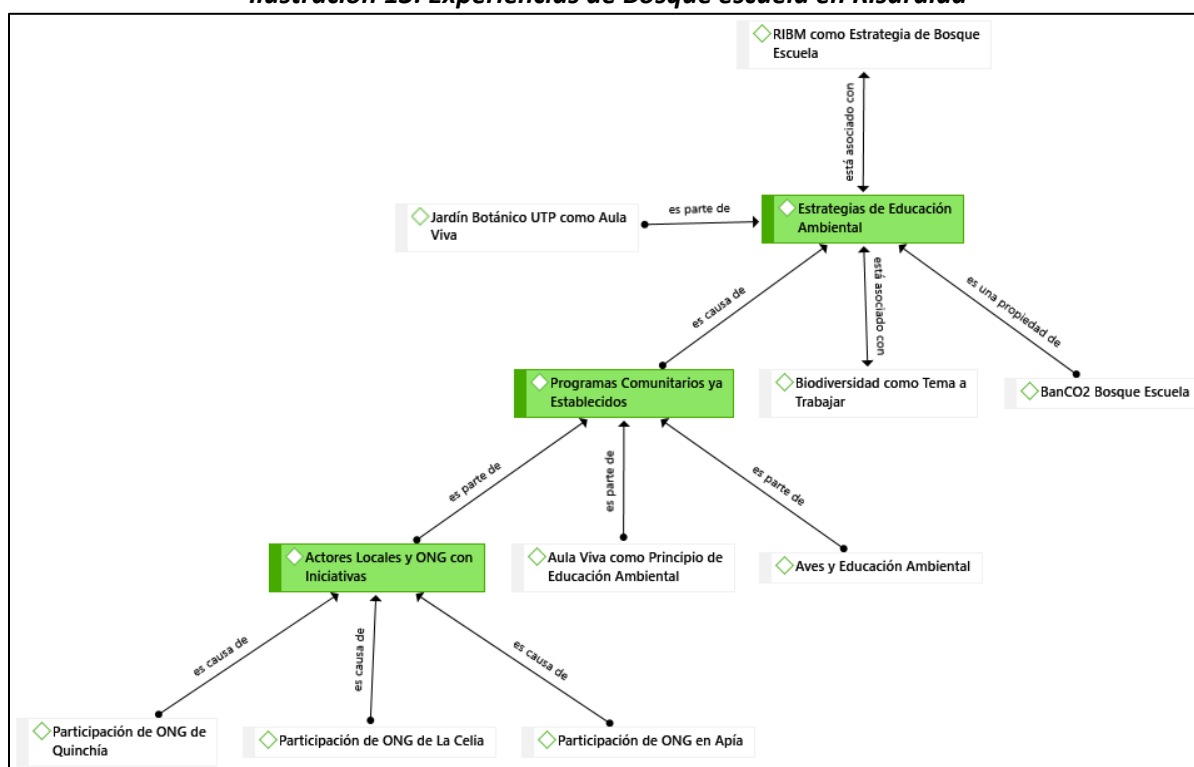 Ilustración 13. Experiencias de Bosque escuela en Risaralda
RIBM como Estrategia de Bosque
Escuela
está asociado con
Jardín Botánico UTP como Aula
Viva
es parte de
Estrategias de Educación
Ambiental
es causa de
está asociado con
es una propiedad de
Programas Comunitarios ya
Establecidos
Biodiversidad como Tema a
Trabajar
BanCO2 Bosque Escuela
es parte de
es parte de
es parte de
Actores Locales y ONG con
Iniciativas
Aula Viva como Principio de
Educación Ambiental
Aves y Educación Ambiental
es causa de
es causa de
es causa de
Participación de ONG de
Quinchía
Participación de ONG de La Celia
Participación de ONG en Apía